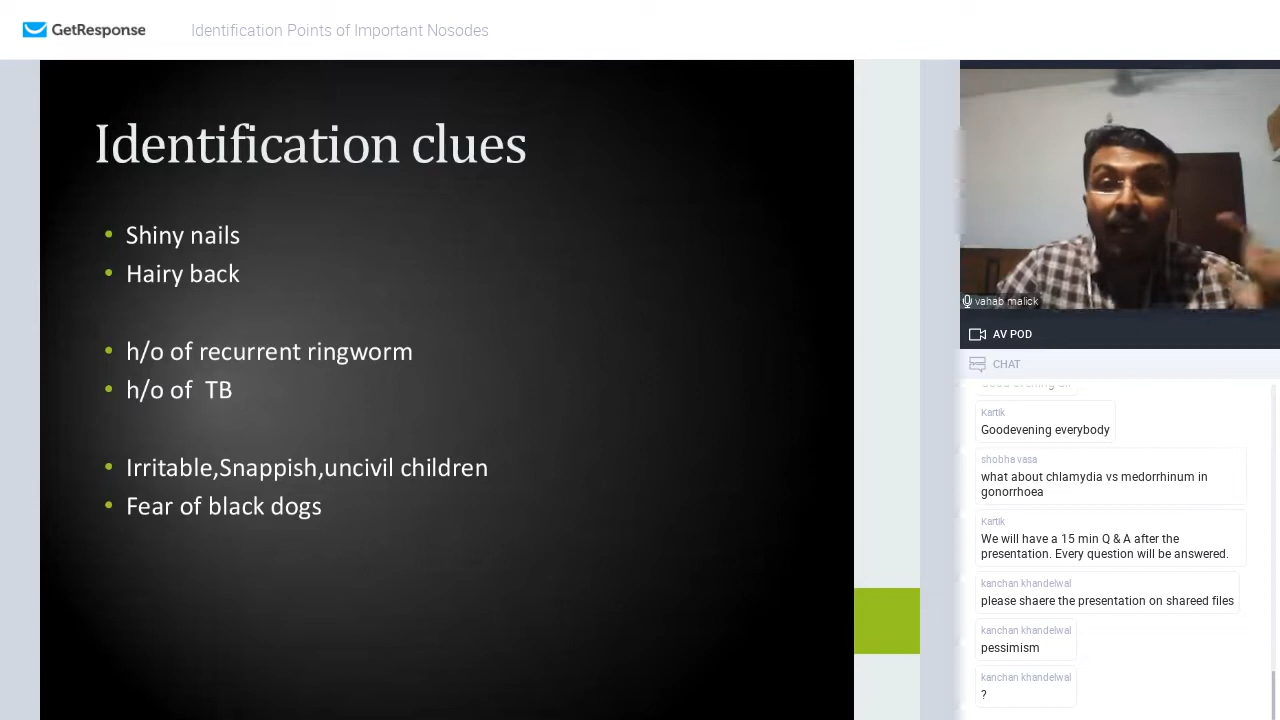 GetResponse
Identification Points of Important Nosodes
Identification clues
• Shiny nails
• Hairy back
• h/o of recurrent ringworm
• h/o of  TB
• Irritable,Snappish,uncivil children
• Fear of black dogs
vahab malick
AV POD
CHAT
Kartik
Goodevening everybody
shobha vasa
what about chlamydia vs medorrhinum in
gonorrhoea
Kartik
We will have a 15 min Q & A after the
presentation. Every question will be answered.
kanchan khandelwal
please shaere the presentation on shareed files
kanchan khandelwal
pessimism
kanchan khandelwal
?